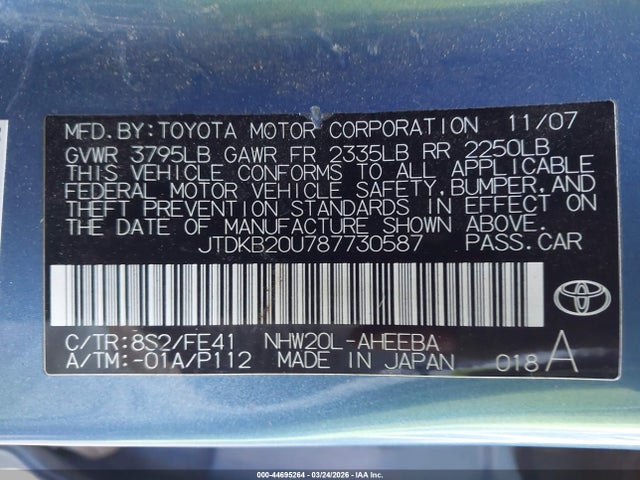 MFD. BY: TOYOTA MOTOR CORPORATION 11/07
GVWR 3795LB GAWR FR 2335LB RR 2250LB
THIS VEHICLE CONFORMS TO ALL APPLICABLE
FEDERAL MOTOR VEHICLE SAFETY, BUMPER, AND
THEFT PREVENTION STANDARDS IN EFFECT ON
THE DATE OF MANUFACTURE SHOWN ABOVE.
JTDKB20U787730587 PASS. CAR
C/TR: 8S2/FE41 NHW20L-AHEEBA
A/TM: -01A/P112 MADE IN JAPAN 018 A
000-44695264 - 03/24/2026 - IAA, Inc.